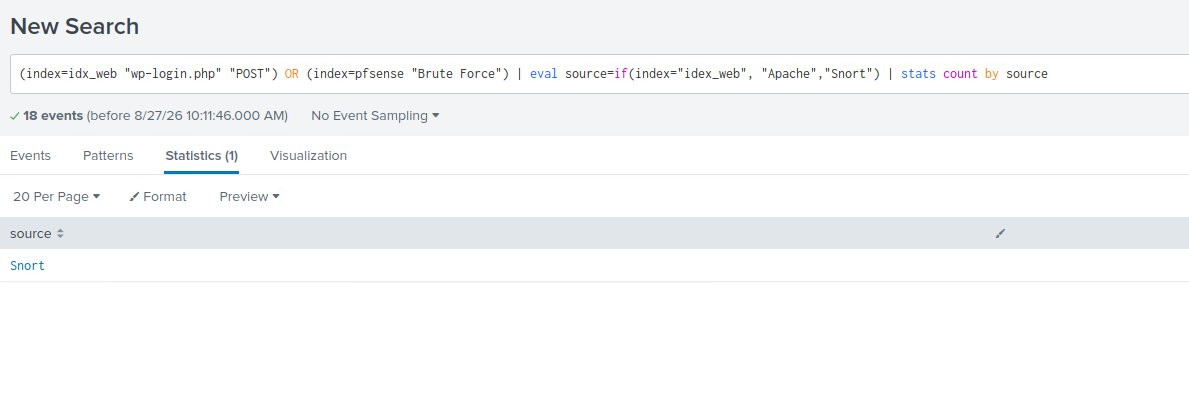 New Search
(index=idx_web "wp-login.php" "POST") OR (index=pfsense "Brute Force") | eval source=if(index="idex_web", "Apache","Snort") | stats count by source
18 events (before 8/27/26 10:11:46.000 AM) No Event Sampling
Events Patterns Statistics (1) Visualization
20 Per Page Format Preview
source
Snort